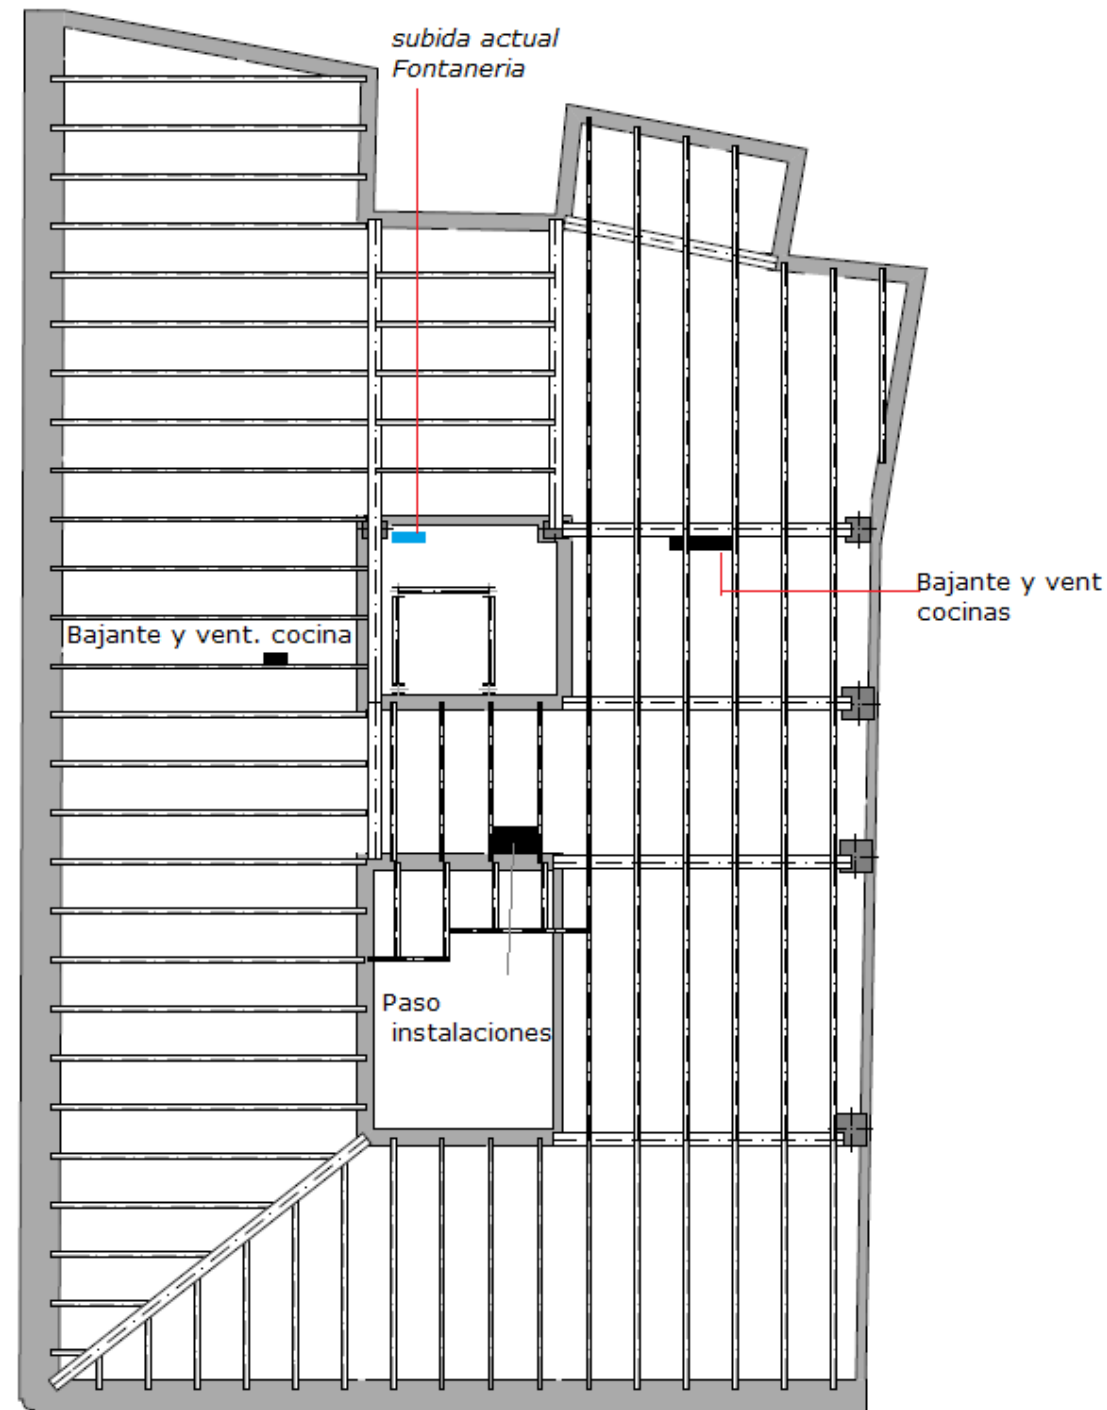 subida actual
Fontaneria
Bajante y vent
cocinas
Bajante y vent. cocina
Paso
instalaciones